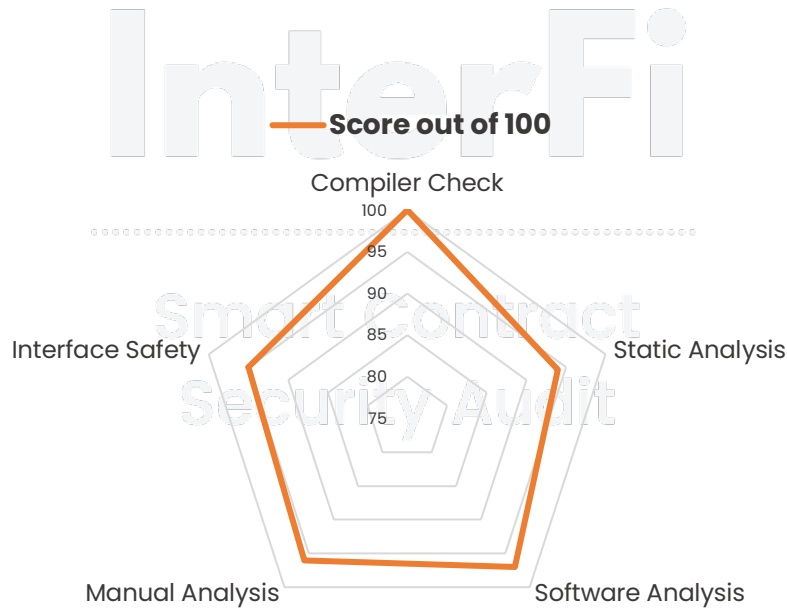 InterFi
Score out of 100
Compiler Check
100
95
90
Smart Contract
85
Interface Safety
Static Analysis
80
Security Audit
75
Manual Analysis
Software Analysis